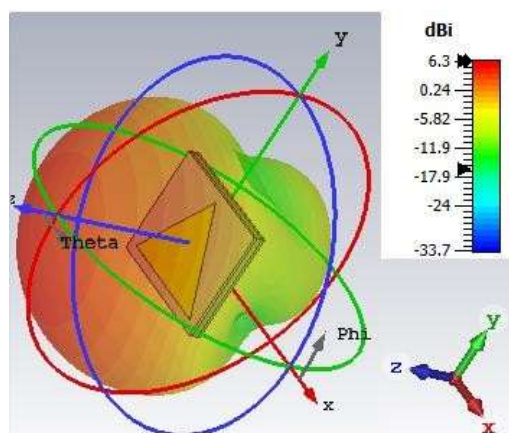 y
dBi
6.3
0.24
-5.82
-11.9
-17.9
-24
-33.7
z
Theta
Phi
x
y
z
x